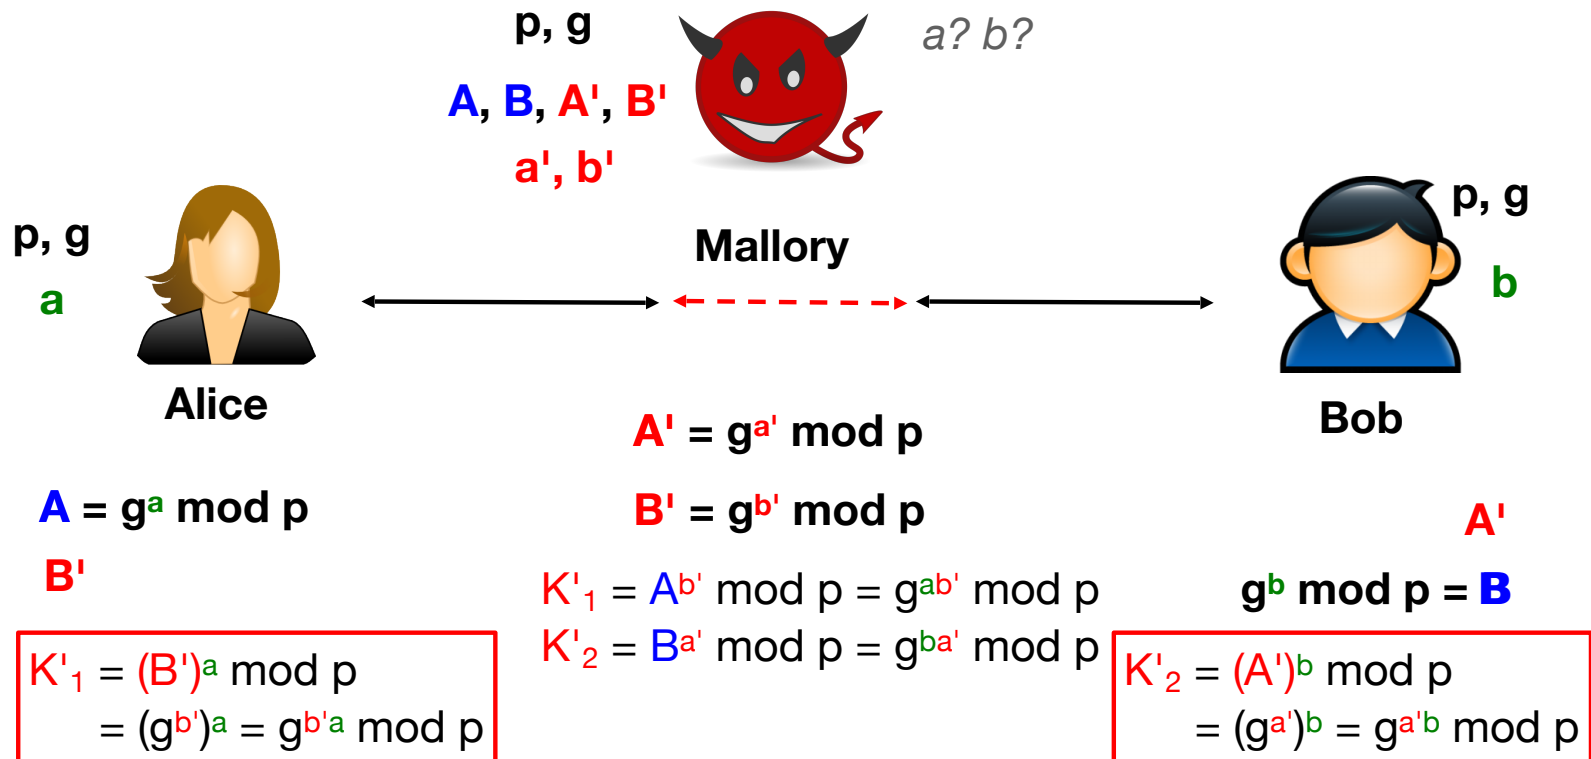 p, g
a? b?
A, B, A', B'
a', b'
p, g
a
Mallory
p, g
b
Alice
Bob
A = gᵃ mod p
B'
K'₁ = (B')ᵃ mod p
= (gᵇ')ᵃ = gᵇ'ᵃ mod p
A' = gᵃ' mod p
B' = gᵇ' mod p
K'₁ = Aᵇ' mod p = gᵃᵇ' mod p
K'₂ = Bᵃ' mod p = gᵇᵃ' mod p
A'
gᵇ mod p = B
K'₂ = (A')ᵇ mod p
= (gᵃ')ᵇ = gᵃ'ᵇ mod p